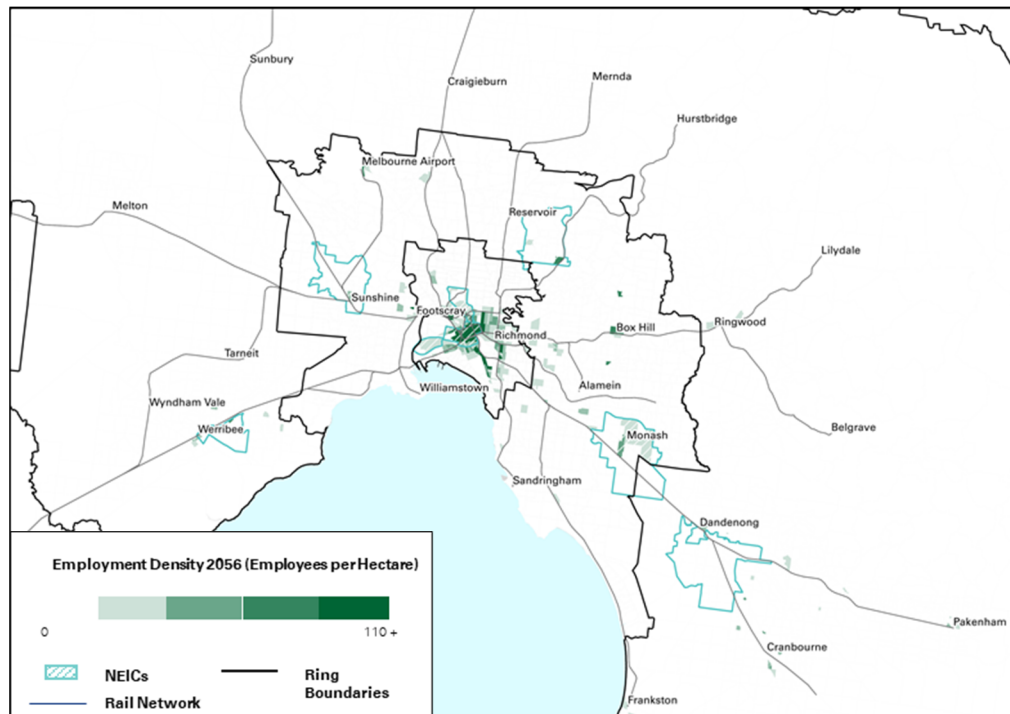 Sunbury
Craigieburn
Mernda
Hurstbridge
Melbourne Airport
Melton
Reservoir
Lilydale
Sunshine
Footscray
Richmond
Box Hill
Ringwood
Tarneit
Williamstown
Alamein
Wyndham Vale
Werribee
Belgrave
Monash
Sandringham
Dandenong
Pakenham
Cranbourne
Frankston
Employment Density 2056 (Employees per Hectare)
0
110 +
NEICs
Ring
Boundaries
Rail Network